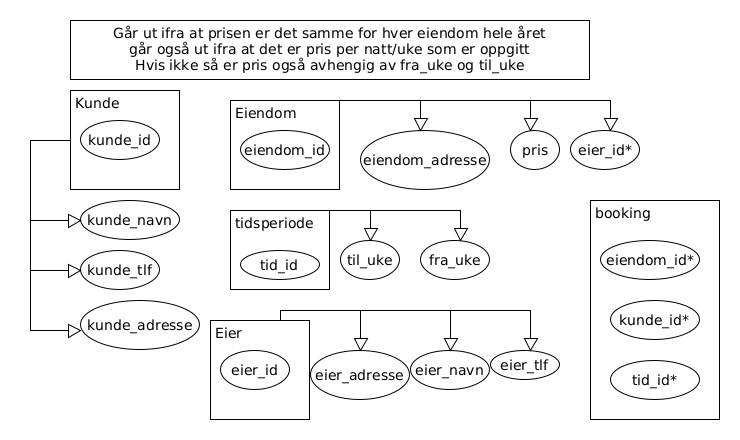 Går ut ifra at prisen er det samme for hver eiendom hele året
går også ut ifra at det er pris per natt/uke som er oppgitt
Hvis ikke så er pris også avhengig av fra_uke og til_uke
Kunde
kunde_id
kunde_navn
kunde_tlf
kunde_adresse
Eiendom
eiendom_id
eiendom_adresse
pris
eier_id*
tidsperiode
tid_id
til_uke
fra_uke
Eier
eier_id
eier_adresse
eier_navn
eier_tlf
booking
eiendom_id*
kunde_id*
tid_id*